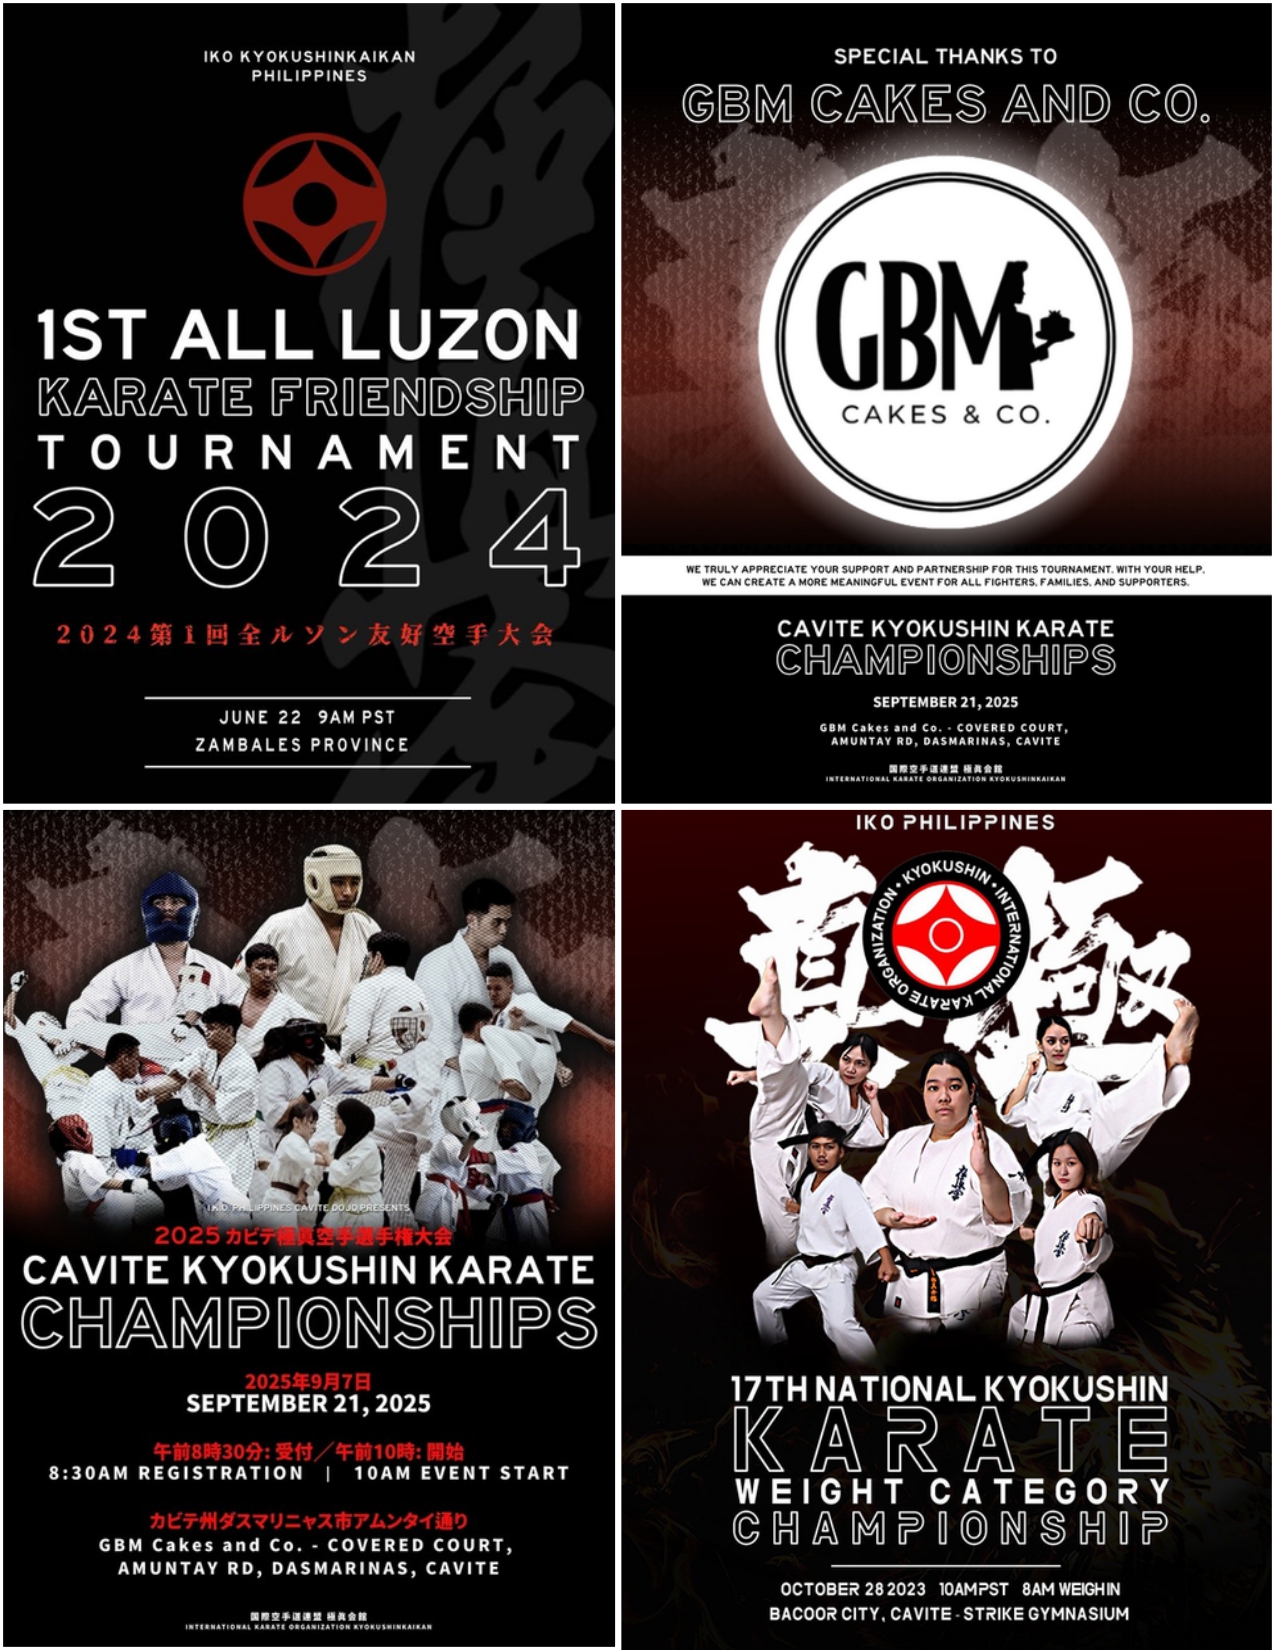 IKO KYOKUSHINKAIKAN
PHILIPPINES
1ST ALL LUZON
KARATE FRIENDSHIP
TOURNAMENT
2024
2024第1回全ルソン友好空手大会
JUNE 22 9AM PST
ZAMBALES PROVINCE
SPECIAL THANKS TO
GBM CAKES AND CO.
GBM
CAKES & CO.
WE TRULY APPRECIATE YOUR SUPPORT AND PARTNERSHIP FOR THIS TOURNAMENT. WITH YOUR HELP,
WE CAN CREATE A MORE MEANINGFUL EVENT FOR ALL FIGHTERS, FAMILIES, AND SUPPORTERS.
CAVITE KYOKUSHIN KARATE
CHAMPIONSHIPS
SEPTEMBER 21, 2025
GBM Cakes and Co. - COVERED COURT,
AMUNTAY RD, DASMARINAS, CAVITE
国際空手道連盟 極眞会館
INTERNATIONAL KARATE ORGANIZATION KYOKUSHINKAIKAN
I.K.O PHILIPPINES CAVITE DOJO PRESENTS
2025 カビテ極真空手選手権大会
CAVITE KYOKUSHIN KARATE
CHAMPIONSHIPS
2025年9月7日
SEPTEMBER 21, 2025
午前8時30分: 受付／午前10時: 開始
8:30AM REGISTRATION | 10AM EVENT START
カビテ州ダスマリニャス市アムンタイ通り
GBM Cakes and Co. - COVERED COURT,
AMUNTAY RD, DASMARINAS, CAVITE
国際空手道連盟 極眞会館
INTERNATIONAL KARATE ORGANIZATION KYOKUSHINKAIKAN
IKO PHILIPPINES
真極
KYOKUSHIN • INTERNATIONAL KARATE ORGANIZATION •
17TH NATIONAL KYOKUSHIN
KARATE
WEIGHT CATEGORY
CHAMPIONSHIP
OCTOBER 28 2023 10AMPST 8AM WEIGHIN
BACOOR CITY, CAVITE - STRIKE GYMNASIUM